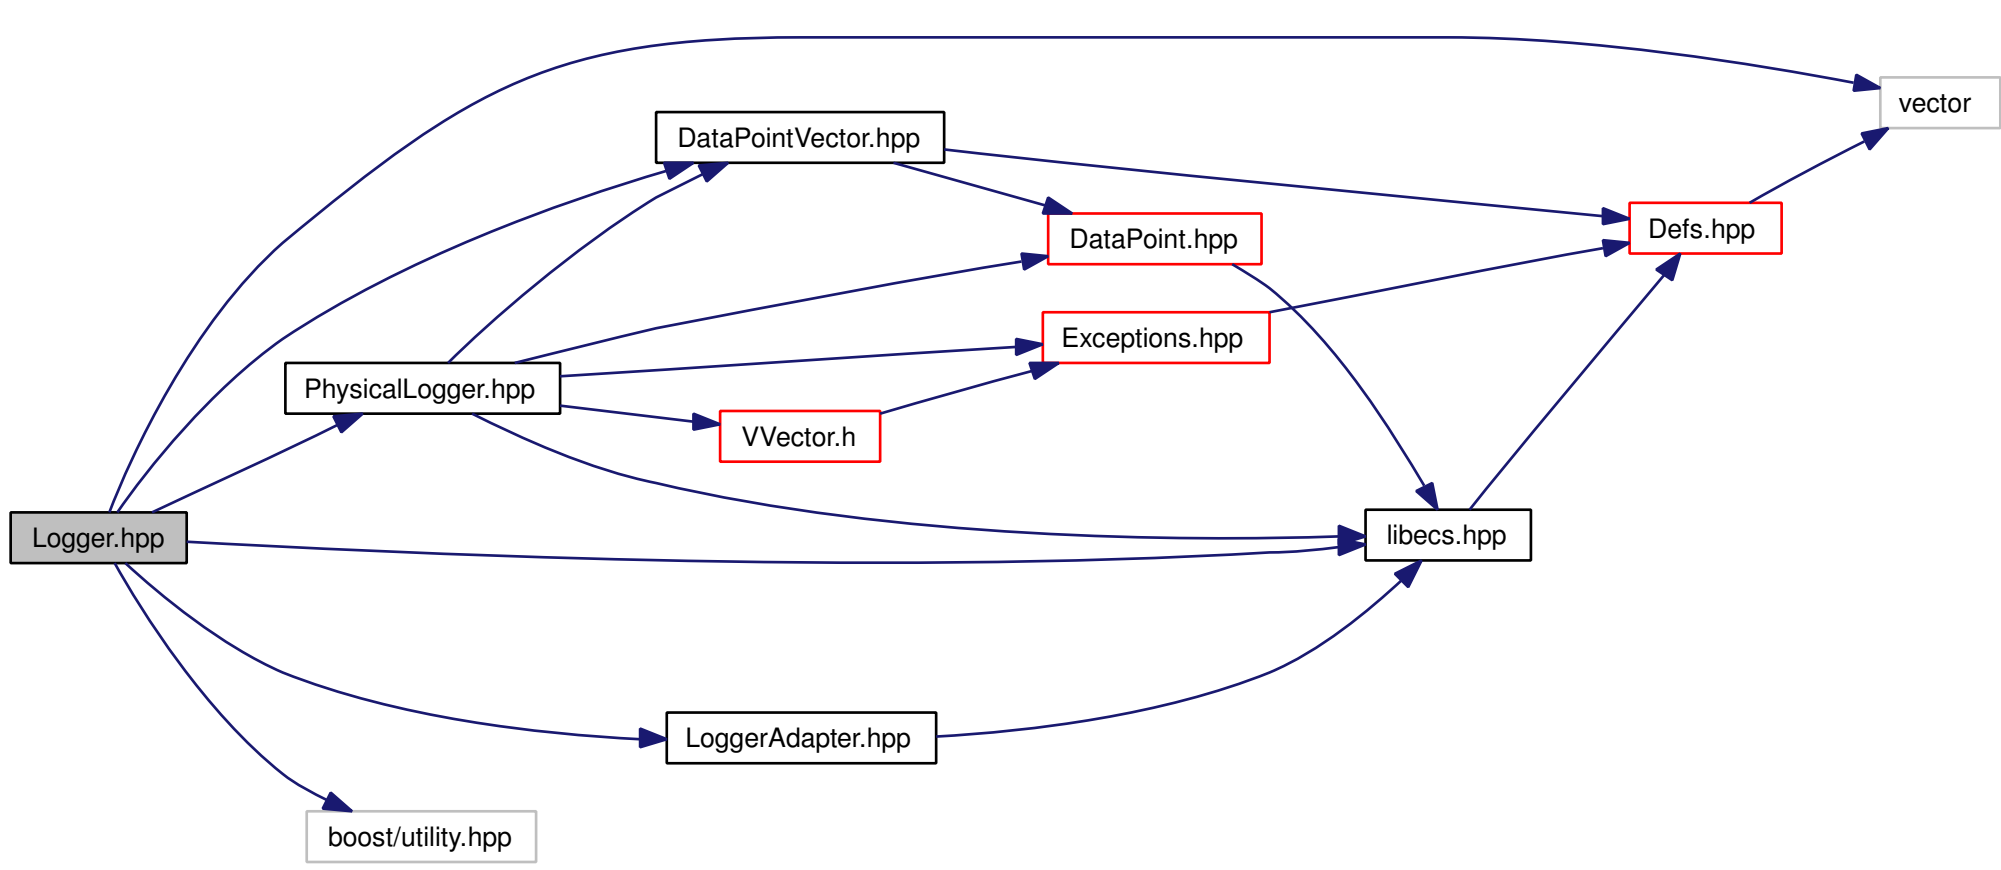 vector
DataPointVector.hpp
DataPoint.hpp
Defs.hpp
Exceptions.hpp
PhysicalLogger.hpp
VVector.h
Logger.hpp
libecs.hpp
LoggerAdapter.hpp
boost/utility.hpp